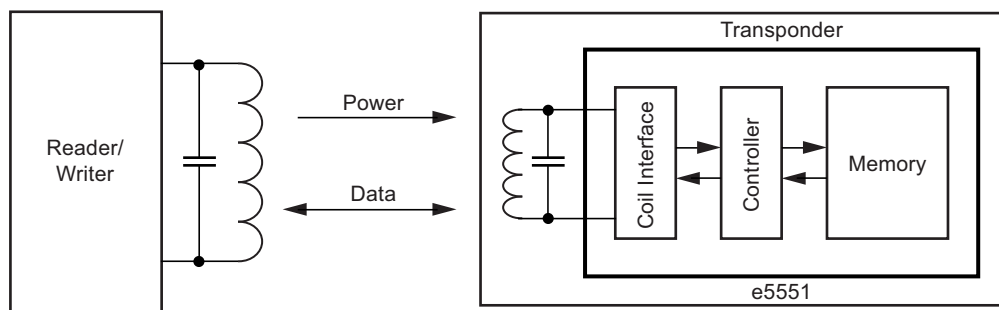 Transponder
Power
Reader/
Writer
Coil Interface
Controller
Memory
Data
e5551